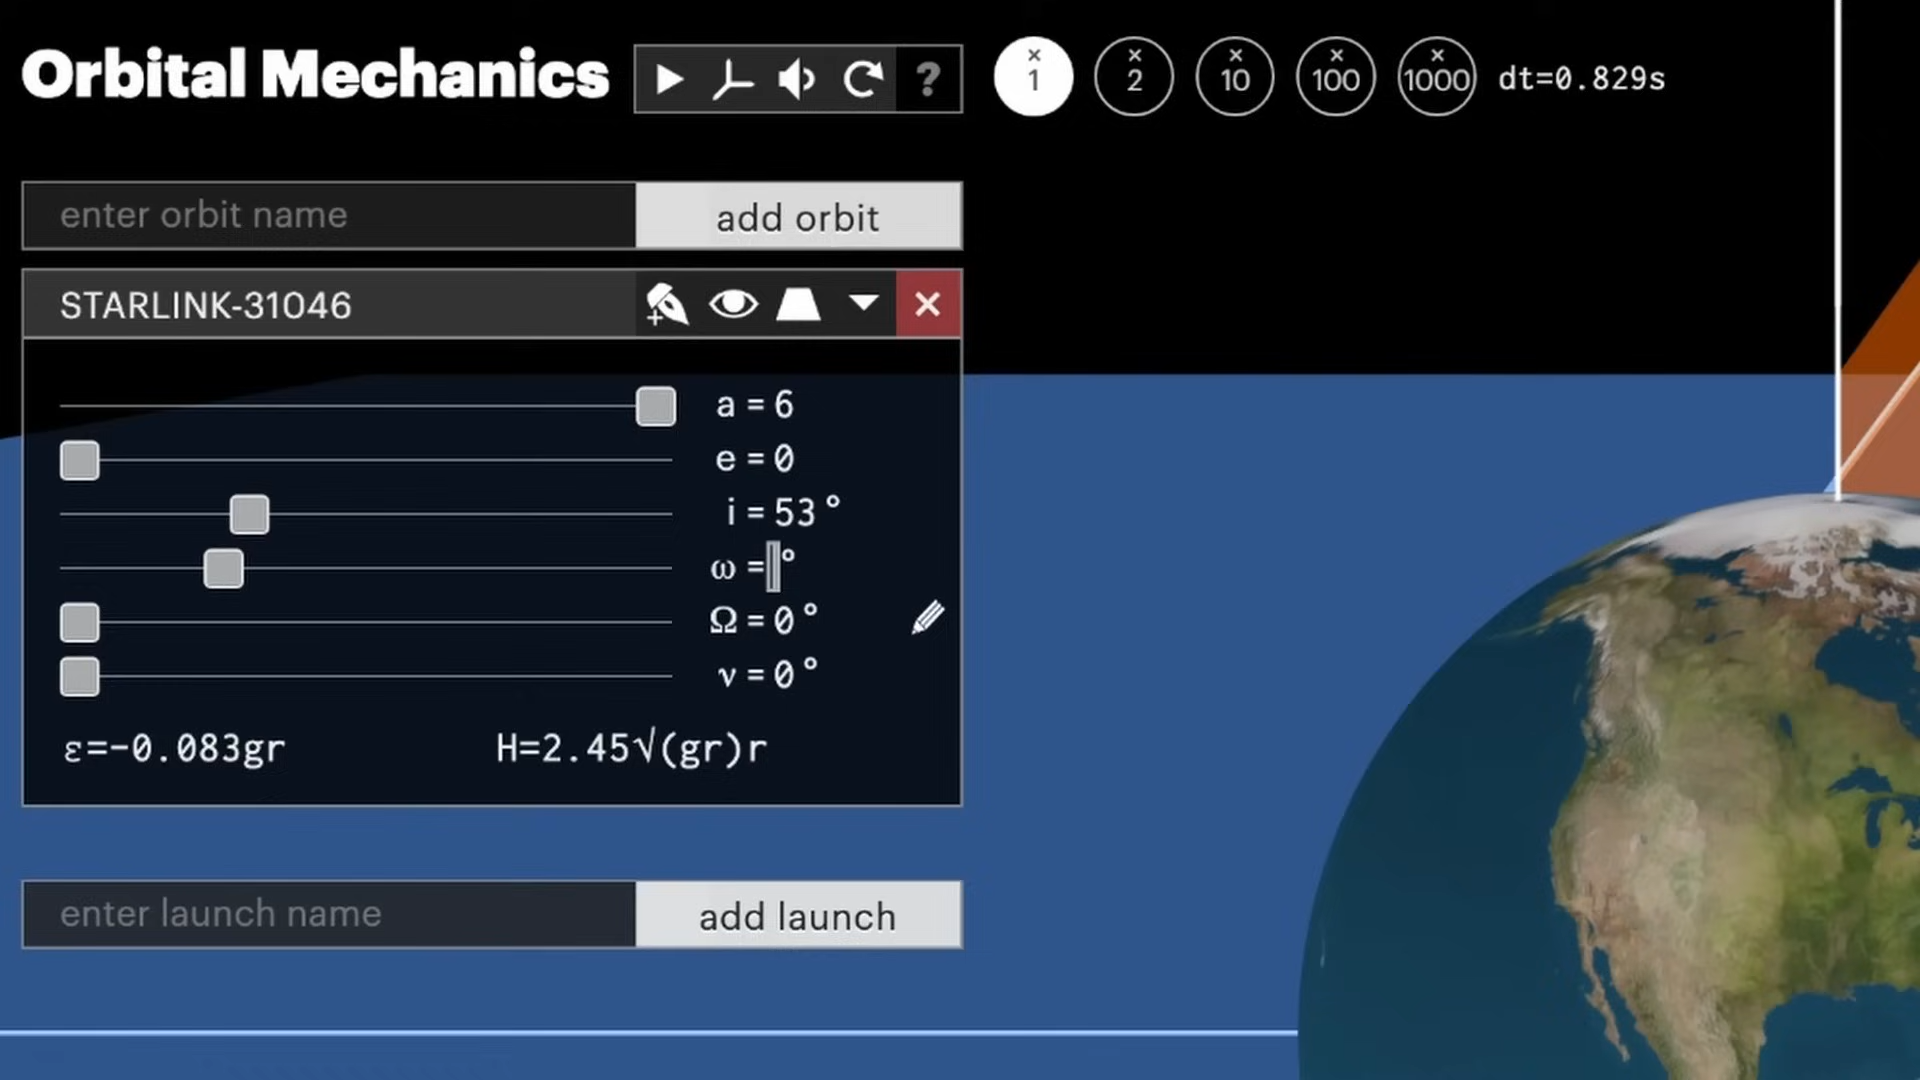 Orbital Mechanics ? × 1 × 2 × 10 × 100 × 1000 dt=0.829s
enter orbit name add orbit
STARLINK-31046
a = 6
e = 0
i = 53 °
ω = °
Ω = 0 °
ν = 0 °
ε=-0.083gr H=2.45√(gr)r
enter launch name add launch